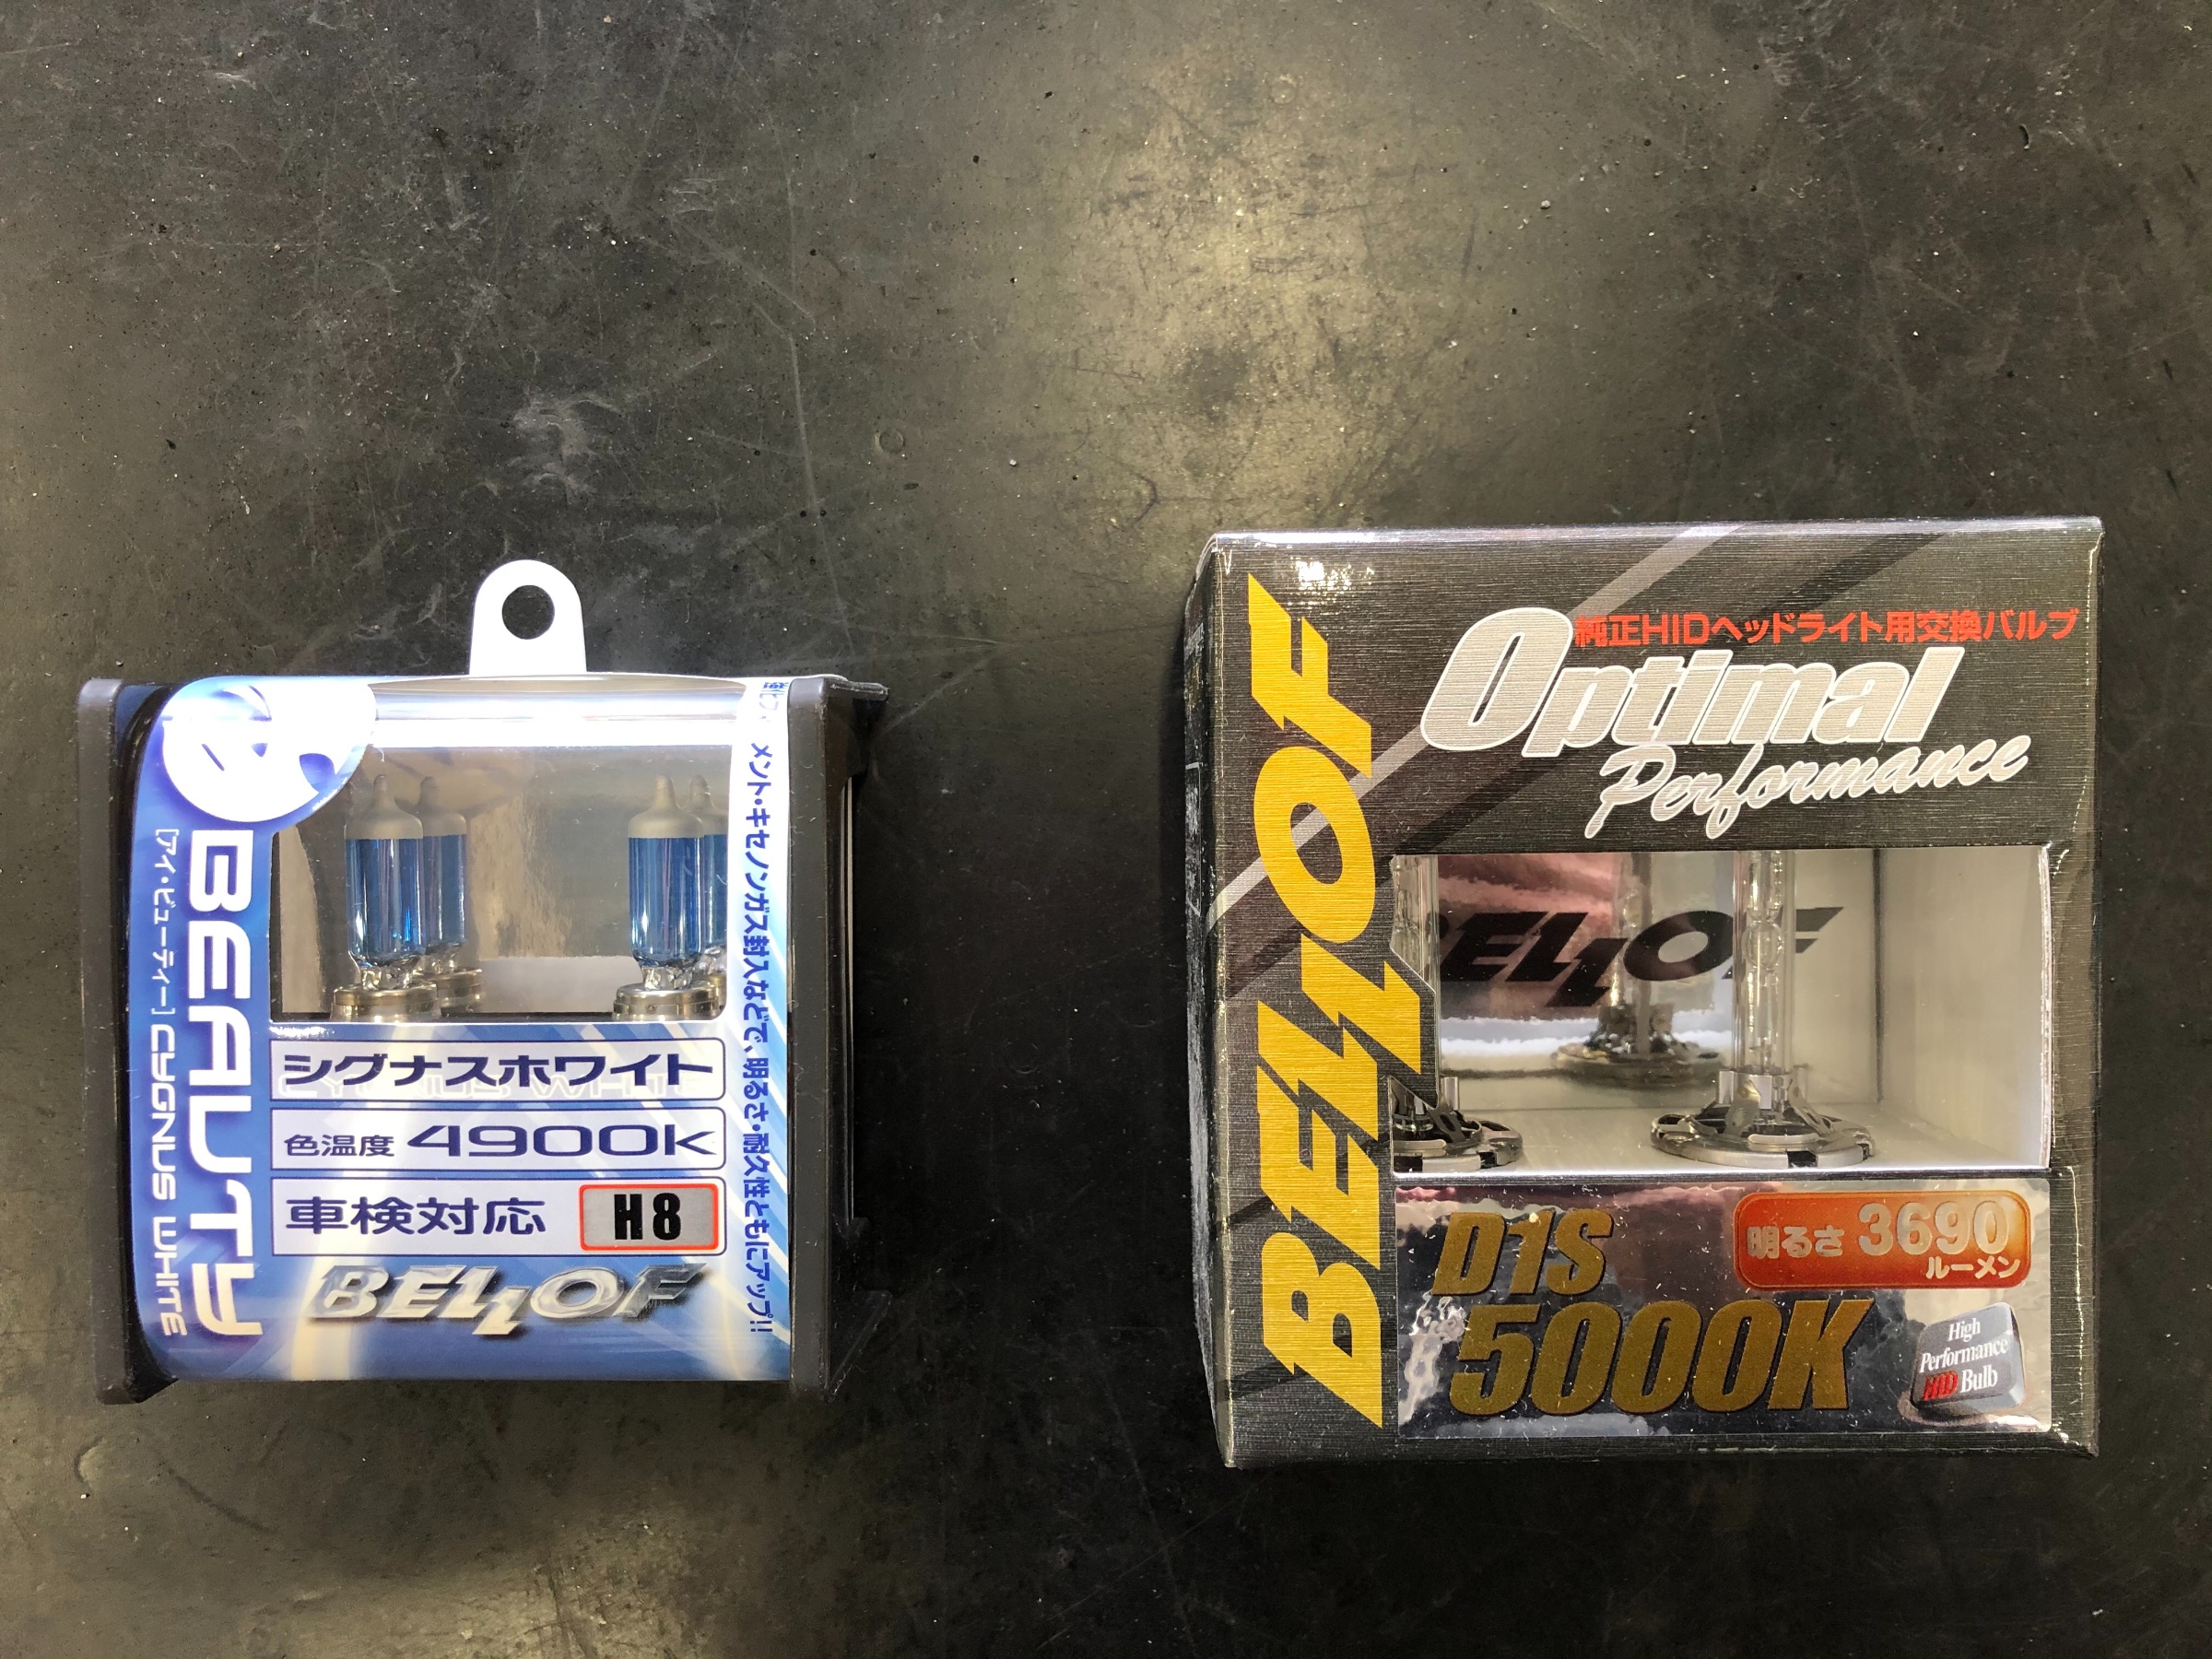 BEAUTY
[アイ・ビューティー] CYGNUS WHITE
メント・キセノンガス封入などで、明るさ・耐久性ともにアップ!!
シグナスホワイト
CYGNUS WHITE
色温度 4900K
車検対応 H8
BELLOF
BELLOF
純正HIDヘッドライト用交換バルブ
Optimal
Performance
BELLOF
D1S
5000K
明るさ 3690
ルーメン
High
Performance
HID Bulb